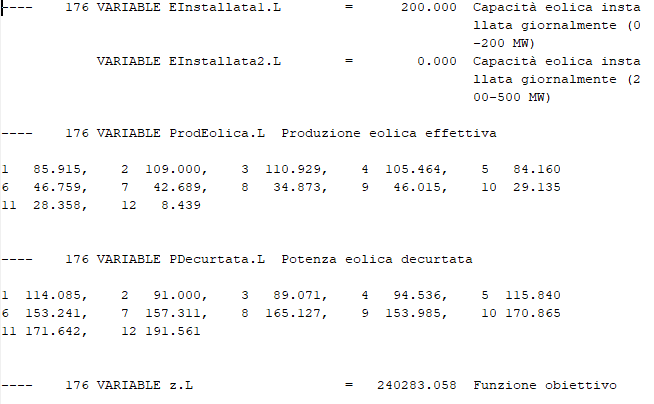 ----    176 VARIABLE EInstallata1.L        =      200.000  Capacità eolica insta
                                                           llata giornalmente (0
                                                           -200 MW)
            VARIABLE EInstallata2.L        =        0.000  Capacità eolica insta
                                                           llata giornalmente (2
                                                           00-500 MW)
----    176 VARIABLE ProdEolica.L  Produzione eolica effettiva
1   85.915,    2  109.000,    3  110.929,    4  105.464,    5   84.160
6   46.759,    7   42.689,    8   34.873,    9   46.015,    10  29.135
11  28.358,    12   8.439
----    176 VARIABLE PDecurtata.L  Potenza eolica decurtata
1  114.085,    2   91.000,    3   89.071,    4   94.536,    5  115.840
6  153.241,    7  157.311,    8  165.127,    9  153.985,    10 170.865
11 171.642,    12 191.561
----    176 VARIABLE z.L                   =   240283.058  Funzione obiettivo